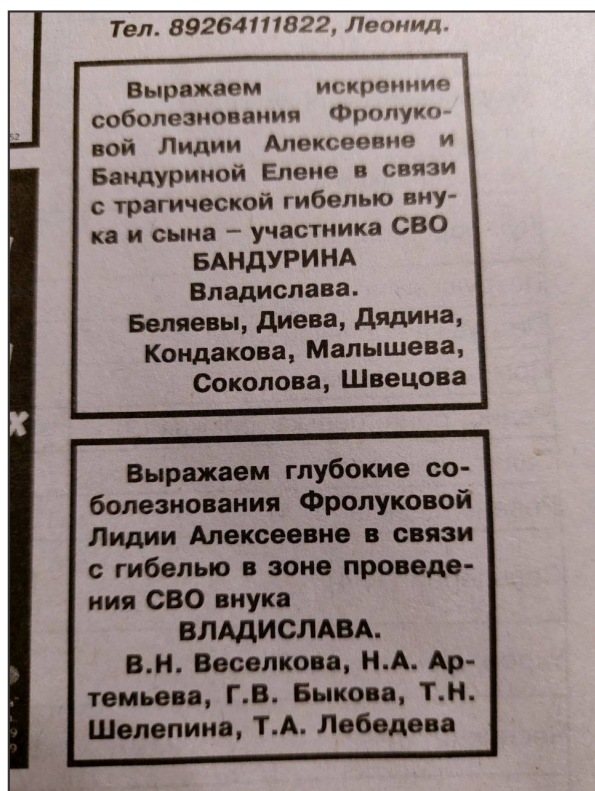 Тел. 89264111822, Леонид.
Выражаем искренние
соболезнования Фролуко-
вой Лидии Алексеевне и
Бандуриной Елене в связи
с трагической гибелью вну-
ка и сына – участника СВО
БАНДУРИНА
Владислава.
Беляевы, Диева, Дядина,
Кондакова, Малышева,
Соколова, Швецова
Выражаем глубокие со-
болезнования Фролуковой
Лидии Алексеевне в связи
с гибелью в зоне проведе-
ния СВО внука
ВЛАДИСЛАВА.
В.Н. Веселкова, Н.А. Ар-
темьева, Г.В. Быкова, Т.Н.
Шелепина, Т.А. Лебедева